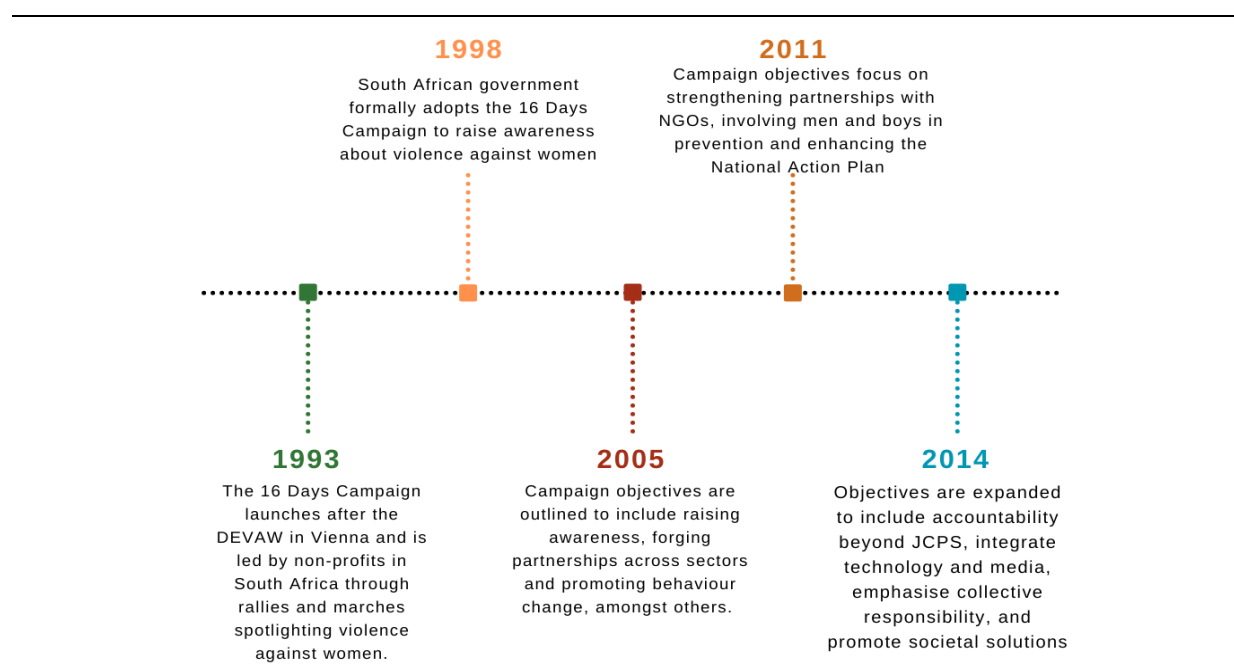 1998
South African government
formally adopts the 16 Days
Campaign to raise awareness
about violence against women
2011
Campaign objectives focus on
strengthening partnerships with
NGOs, involving men and boys in
prevention and enhancing the
National Action Plan
1993
The 16 Days Campaign
launches after the
DEVAW in Vienna and is
led by non-profits in
South Africa through
rallies and marches
spotlighting violence
against women.
2005
Campaign objectives are
outlined to include raising
awareness, forging
partnerships across sectors
and promoting behaviour
change, amongst others.
2014
Objectives are expanded
to include accountability
beyond JCPS, integrate
technology and media,
emphasise collective
responsibility, and
promote societal solutions